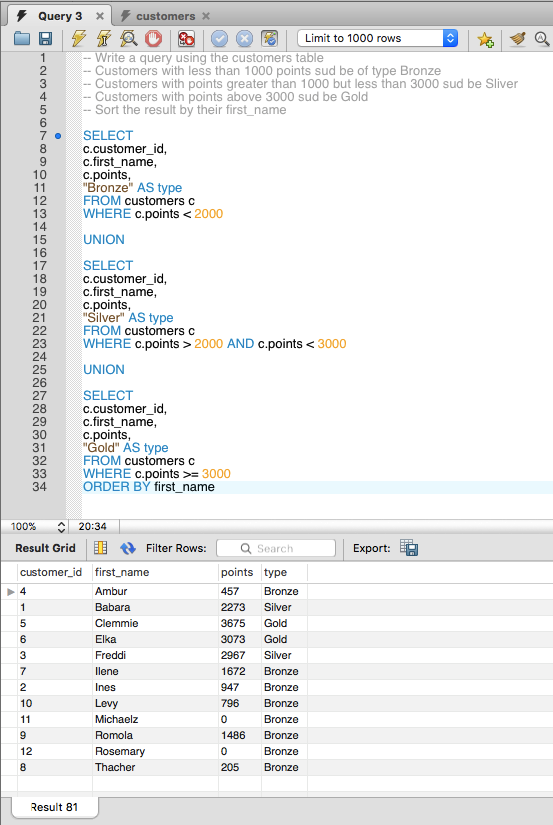 Query 3 customers
Limit to 1000 rows
1 -- Write a query using the customers table
2 -- Customers with less than 1000 points sud be of type Bronze
3 -- Customers with points greater than 1000 but less than 3000 sud be Sliver
4 -- Customers with points above 3000 sud be Gold
5 -- Sort the result by their first_name
6
7 SELECT
8 c.customer_id,
9 c.first_name,
10 c.points,
11 "Bronze" AS type
12 FROM customers c
13 WHERE c.points < 2000
14
15 UNION
16
17 SELECT
18 c.customer_id,
19 c.first_name,
20 c.points,
21 "Silver" AS type
22 FROM customers c
23 WHERE c.points > 2000 AND c.points < 3000
24
25 UNION
26
27 SELECT
28 c.customer_id,
29 c.first_name,
30 c.points,
31 "Gold" AS type
32 FROM customers c
33 WHERE c.points >= 3000
34 ORDER BY first_name
100% 20:34
Result Grid Filter Rows: Search Export:
customer_id first_name points type
4 Ambur 457 Bronze
1 Babara 2273 Silver
5 Clemmie 3675 Gold
6 Elka 3073 Gold
3 Freddi 2967 Silver
7 Ilene 1672 Bronze
2 Ines 947 Bronze
10 Levy 796 Bronze
11 Michaelz 0 Bronze
9 Romola 1486 Bronze
12 Rosemary 0 Bronze
8 Thacher 205 Bronze
Result 81